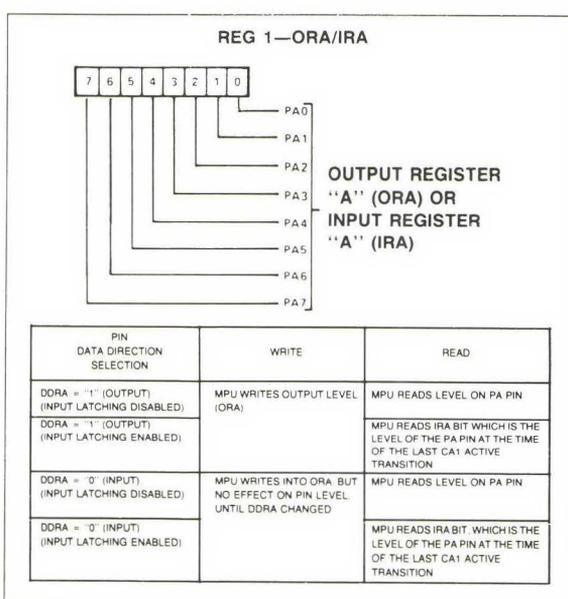 REG 1—ORA/IRA
7 6 5 4 3 2 1 0
PA0
PA1
PA2
PA3
PA4
PA5
PA6
PA7
OUTPUT REGISTER
"A" (ORA) OR
INPUT REGISTER
"A" (IRA)
PIN
DATA DIRECTION
SELECTION
WRITE
READ
DDRA = "1" (OUTPUT)
(INPUT LATCHING DISABLED)
MPU WRITES OUTPUT LEVEL
(ORA)
MPU READS LEVEL ON PA PIN
DDRA = "1" (OUTPUT)
(INPUT LATCHING ENABLED)
MPU READS IRA BIT WHICH IS THE
LEVEL OF THE PA PIN AT THE TIME
OF THE LAST CA1 ACTIVE
TRANSITION
DDRA = "0" (INPUT)
(INPUT LATCHING DISABLED)
MPU WRITES INTO ORA. BUT
NO EFFECT ON PIN LEVEL.
UNTIL DDRA CHANGED
MPU READS LEVEL ON PA PIN
DDRA = "0" (INPUT)
(INPUT LATCHING ENABLED)
MPU READS IRA BIT. WHICH IS THE
LEVEL OF THE PA PIN AT THE TIME
OF THE LAST CA1 ACTIVE
TRANSITION